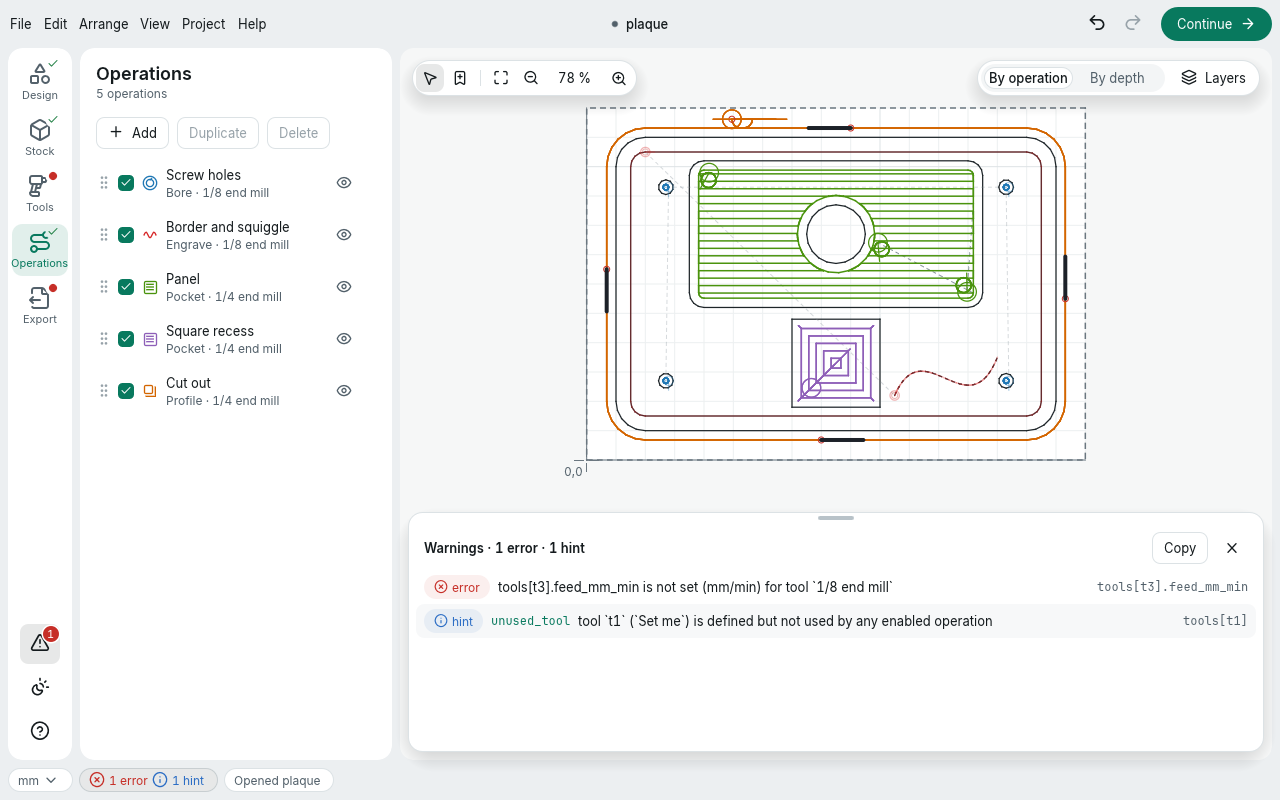 File Edit Arrange View Project Help
plaque
Continue
Design
Stock
Tools
Operations
Export
1
Operations
5 operations
Add
Duplicate
Delete
Screw holes
Bore · 1/8 end mill
Border and squiggle
Engrave · 1/8 end mill
Panel
Pocket · 1/4 end mill
Square recess
Pocket · 1/4 end mill
Cut out
Profile · 1/4 end mill
78 %
By operation
By depth
Layers
0,0
Warnings · 1 error · 1 hint
Copy
error tools[t3].feed_mm_min is not set (mm/min) for tool `1/8 end mill` tools[t3].feed_mm_min
hint unused_tool tool `t1` (`Set me`) is defined but not used by any enabled operation tools[t1]
mm
1 error 1 hint
Opened plaque